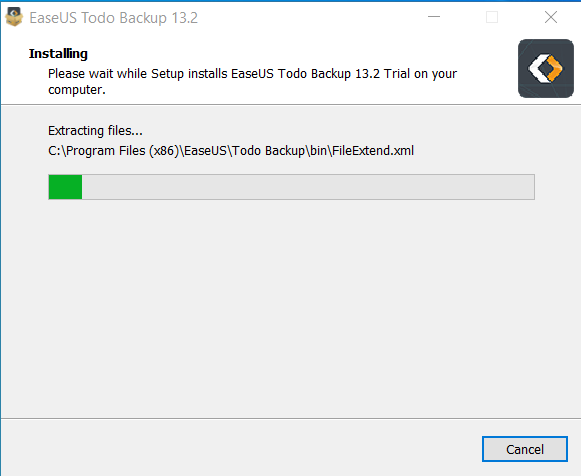 EaseUS Todo Backup 13.2
Installing
Please wait while Setup installs EaseUS Todo Backup 13.2 Trial on your
computer.
Extracting files...
C:\Program Files (x86)\EaseUS\Todo Backup\bin\FileExtend.xml
Cancel